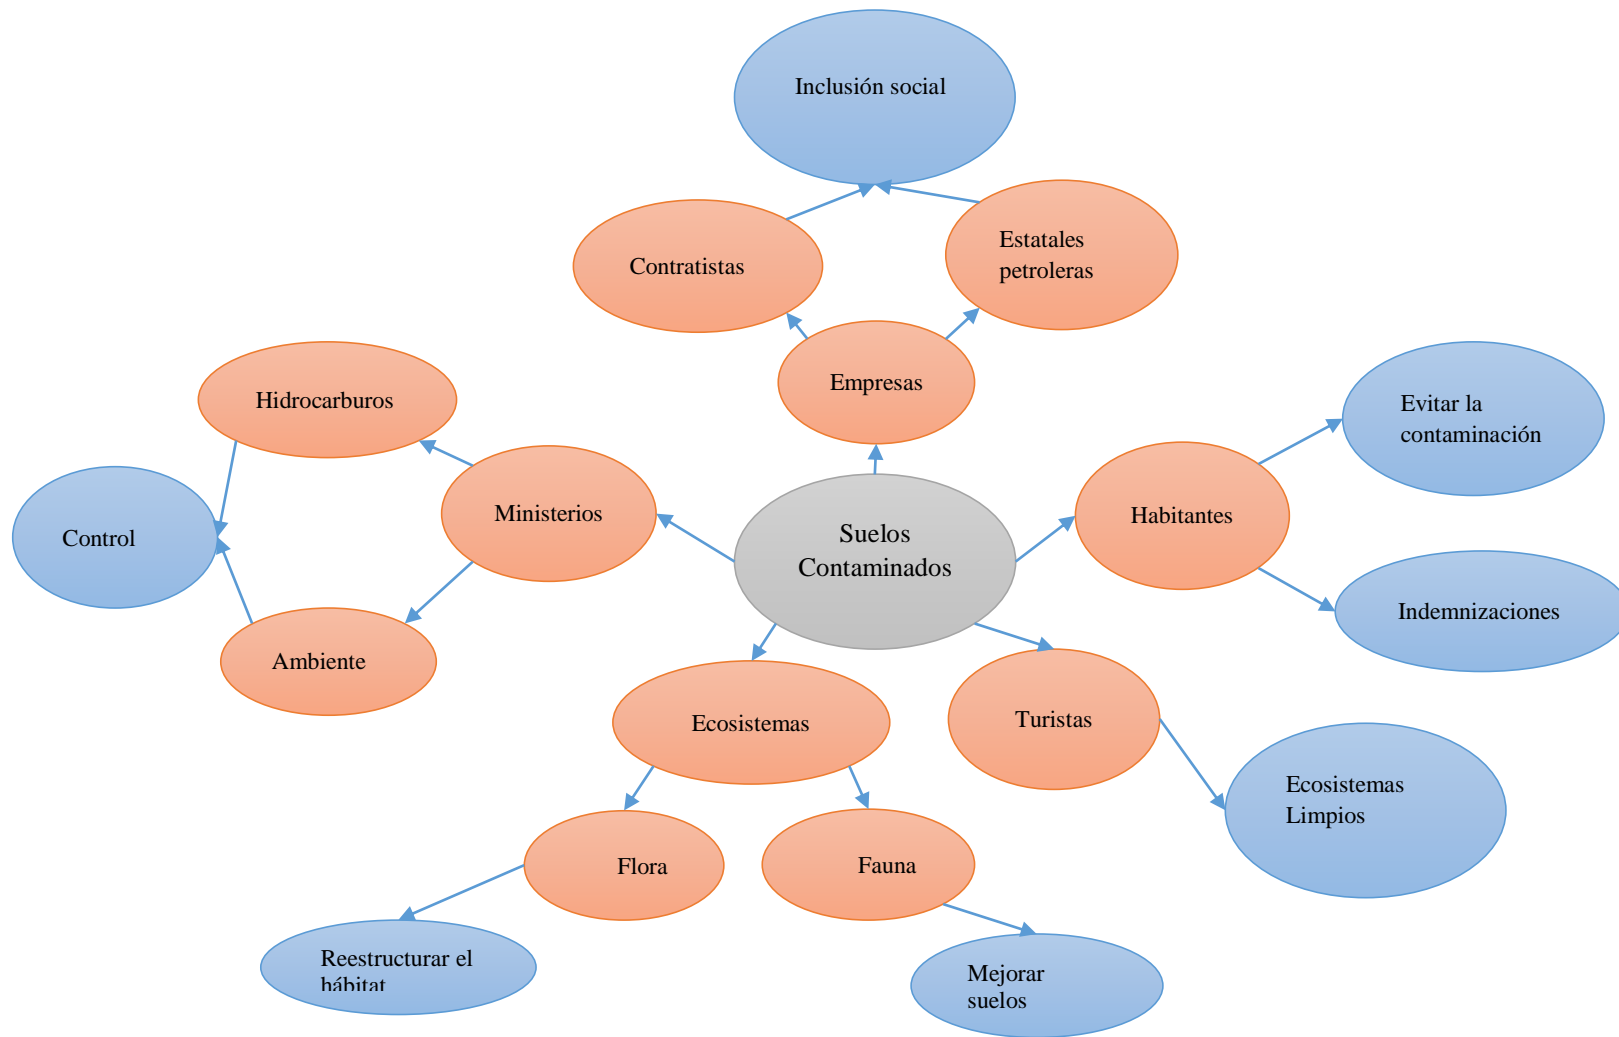 Inclusión social
Contratistas
Estatales
petroleras
Empresas
Hidrocarburos
Ministerios
Control
Ambiente
Suelos
Contaminados
Habitantes
Evitar la
contaminación
Indemnizaciones
Turistas
Ecosistemas
Limpios
Ecosistemas
Flora
Fauna
Reestructurar el
hábitat
Mejorar
suelos